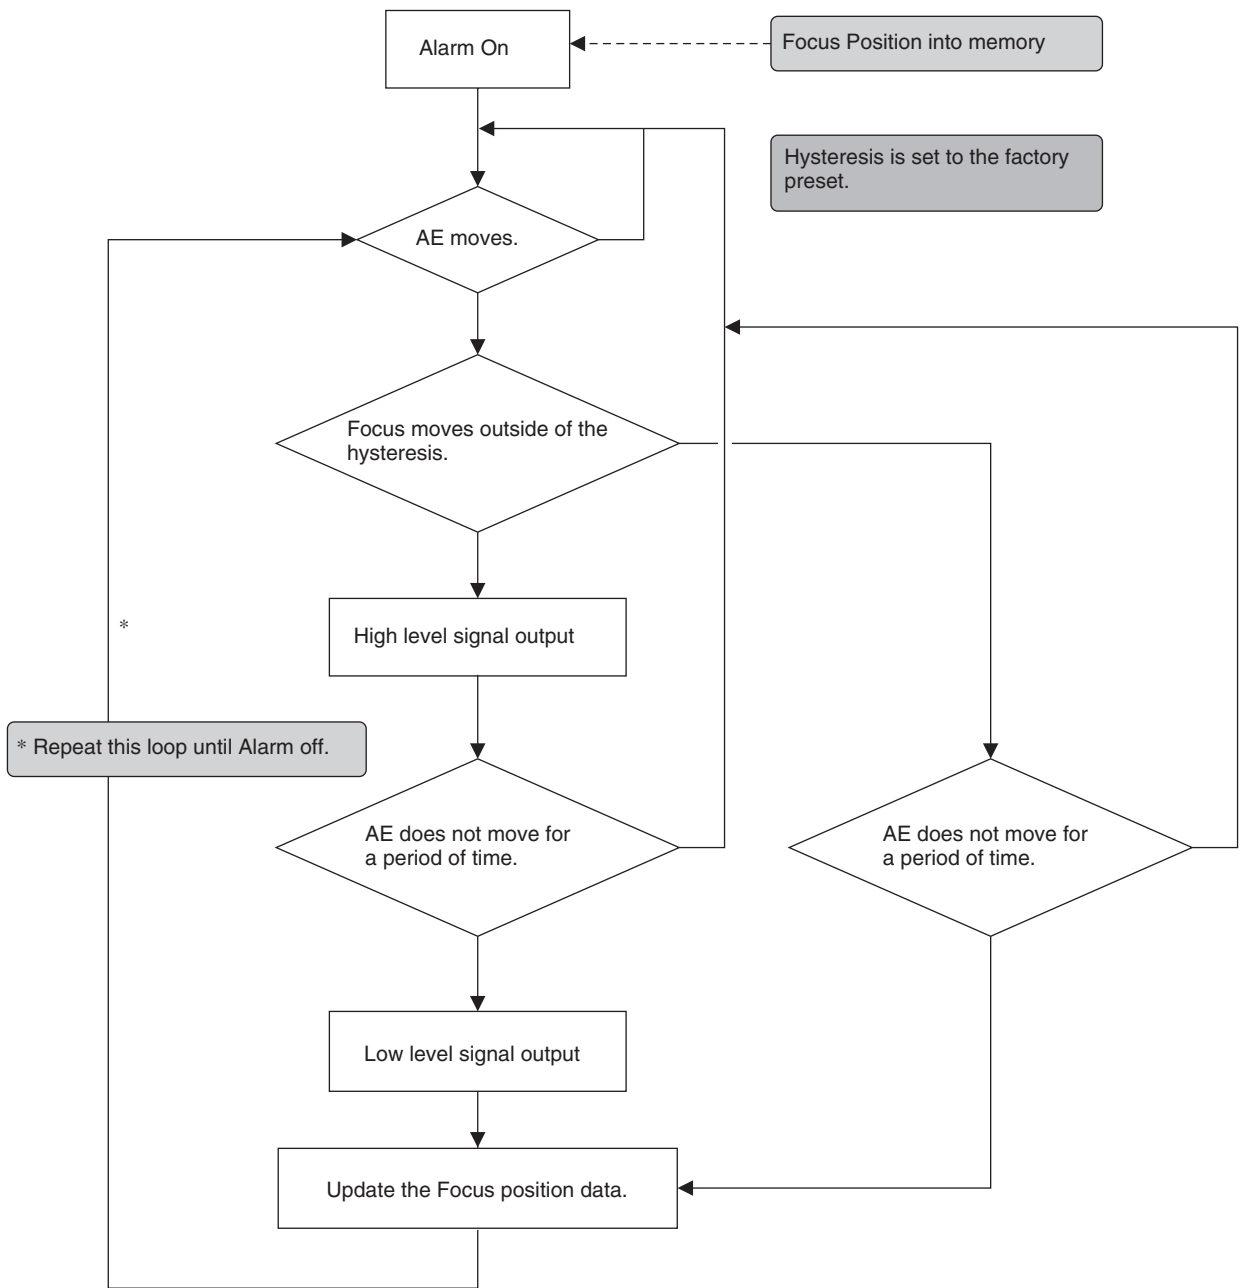 Alarm On
Focus Position into memory
Hysteresis is set to the factory
preset.
AE moves.
Focus moves outside of the
hysteresis.
High level signal output
*
* Repeat this loop until Alarm off.
AE does not move for
a period of time.
AE does not move for
a period of time.
Low level signal output
Update the Focus position data.